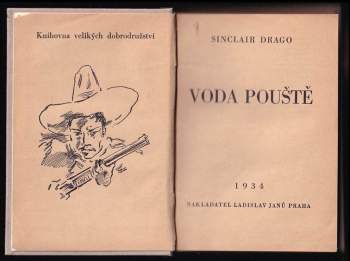 Knihovna velikých dobrodružství
SINCLAIR DRAGO
VODA POUŠTĚ
1934
NAKLADATEL LADISLAV JANŮ PRAHA